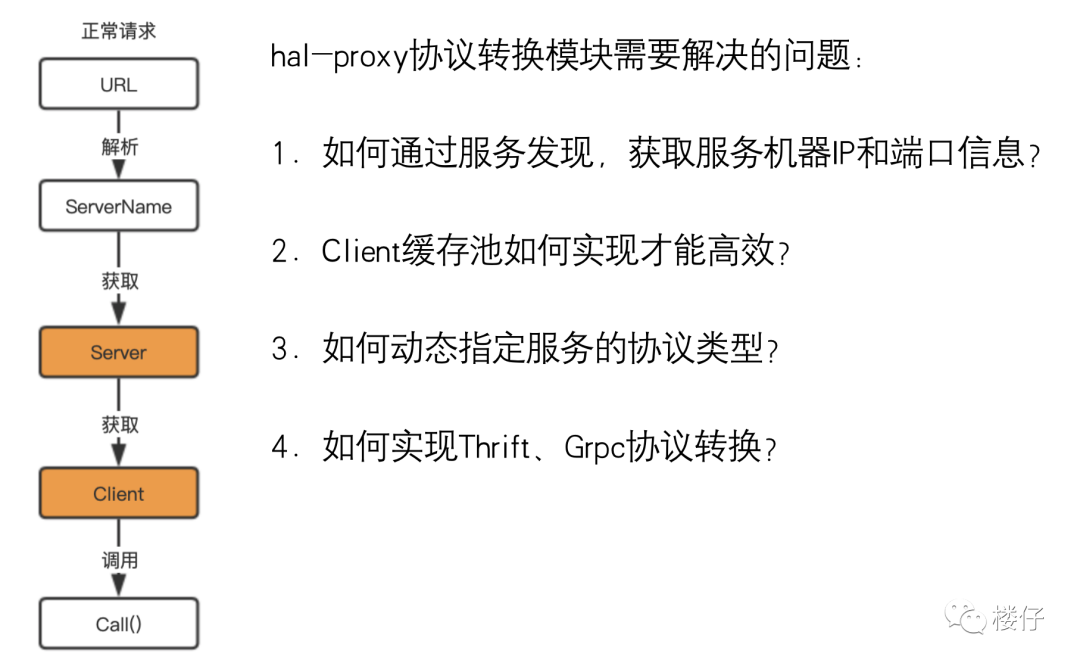 正常请求
URL
解析
ServerName
获取
Server
获取
Client
调用
Call()
hal-proxy协议转换模块需要解决的问题：
1. 如何通过服务发现，获取服务机器IP和端口信息？
2. Client缓存池如何实现才能高效？
3. 如何动态指定服务的协议类型？
4. 如何实现Thrift、Grpc协议转换？
楼仔